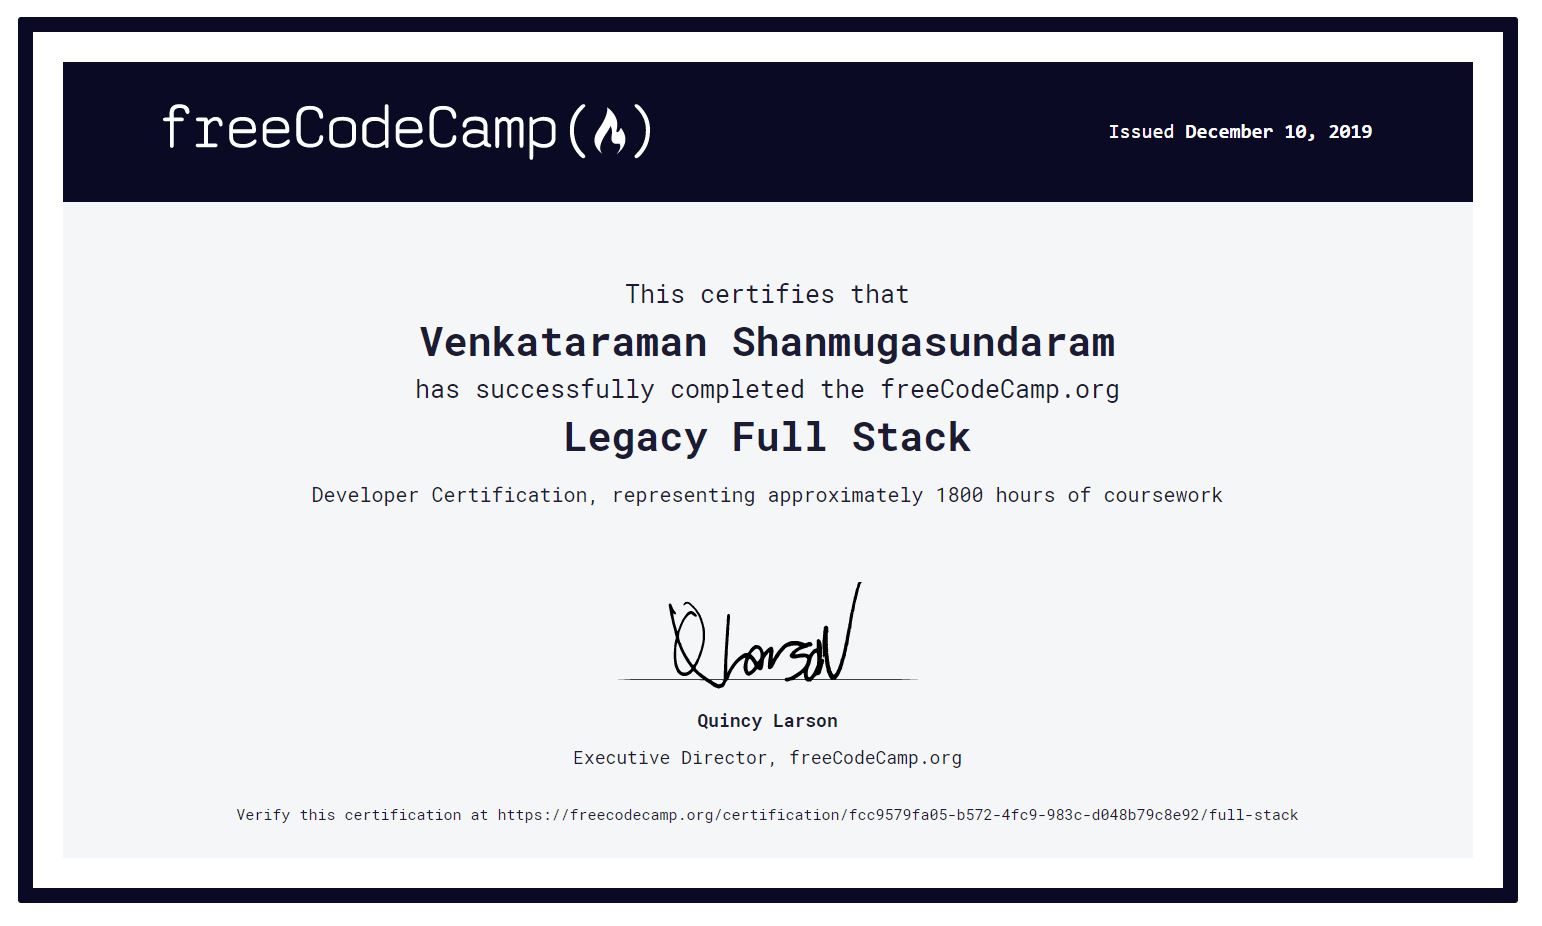 freeCodeCamp(🔥)
Issued December 10, 2019
This certifies that
Venkataraman Shanmugasundaram
has successfully completed the freeCodeCamp.org
Legacy Full Stack
Developer Certification, representing approximately 1800 hours of coursework
Q Larson
Quincy Larson
Executive Director, freeCodeCamp.org
Verify this certification at https://freecodecamp.org/certification/fcc9579fa05-b572-4fc9-983c-d048b79c8e92/full-stack